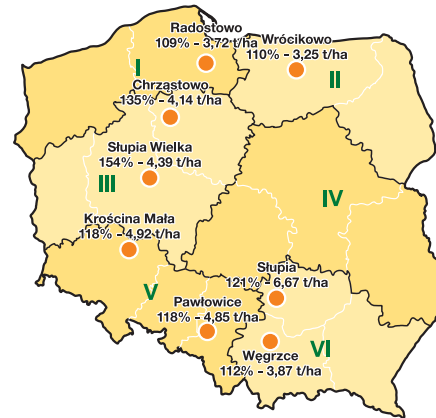 Radostowo
109% - 3,72 t/ha
Wrócikowo
110% - 3,25 t/ha
I
II
Chrząstowo
135% - 4,14 t/ha
Słupia Wielka
154% - 4,39 t/ha
III
IV
Krościna Mała
118% - 4,92 t/ha
Słupia
121% - 6,67 t/ha
V
Pawłowice
118% - 4,85 t/ha
VI
Węgrzce
112% - 3,87 t/ha